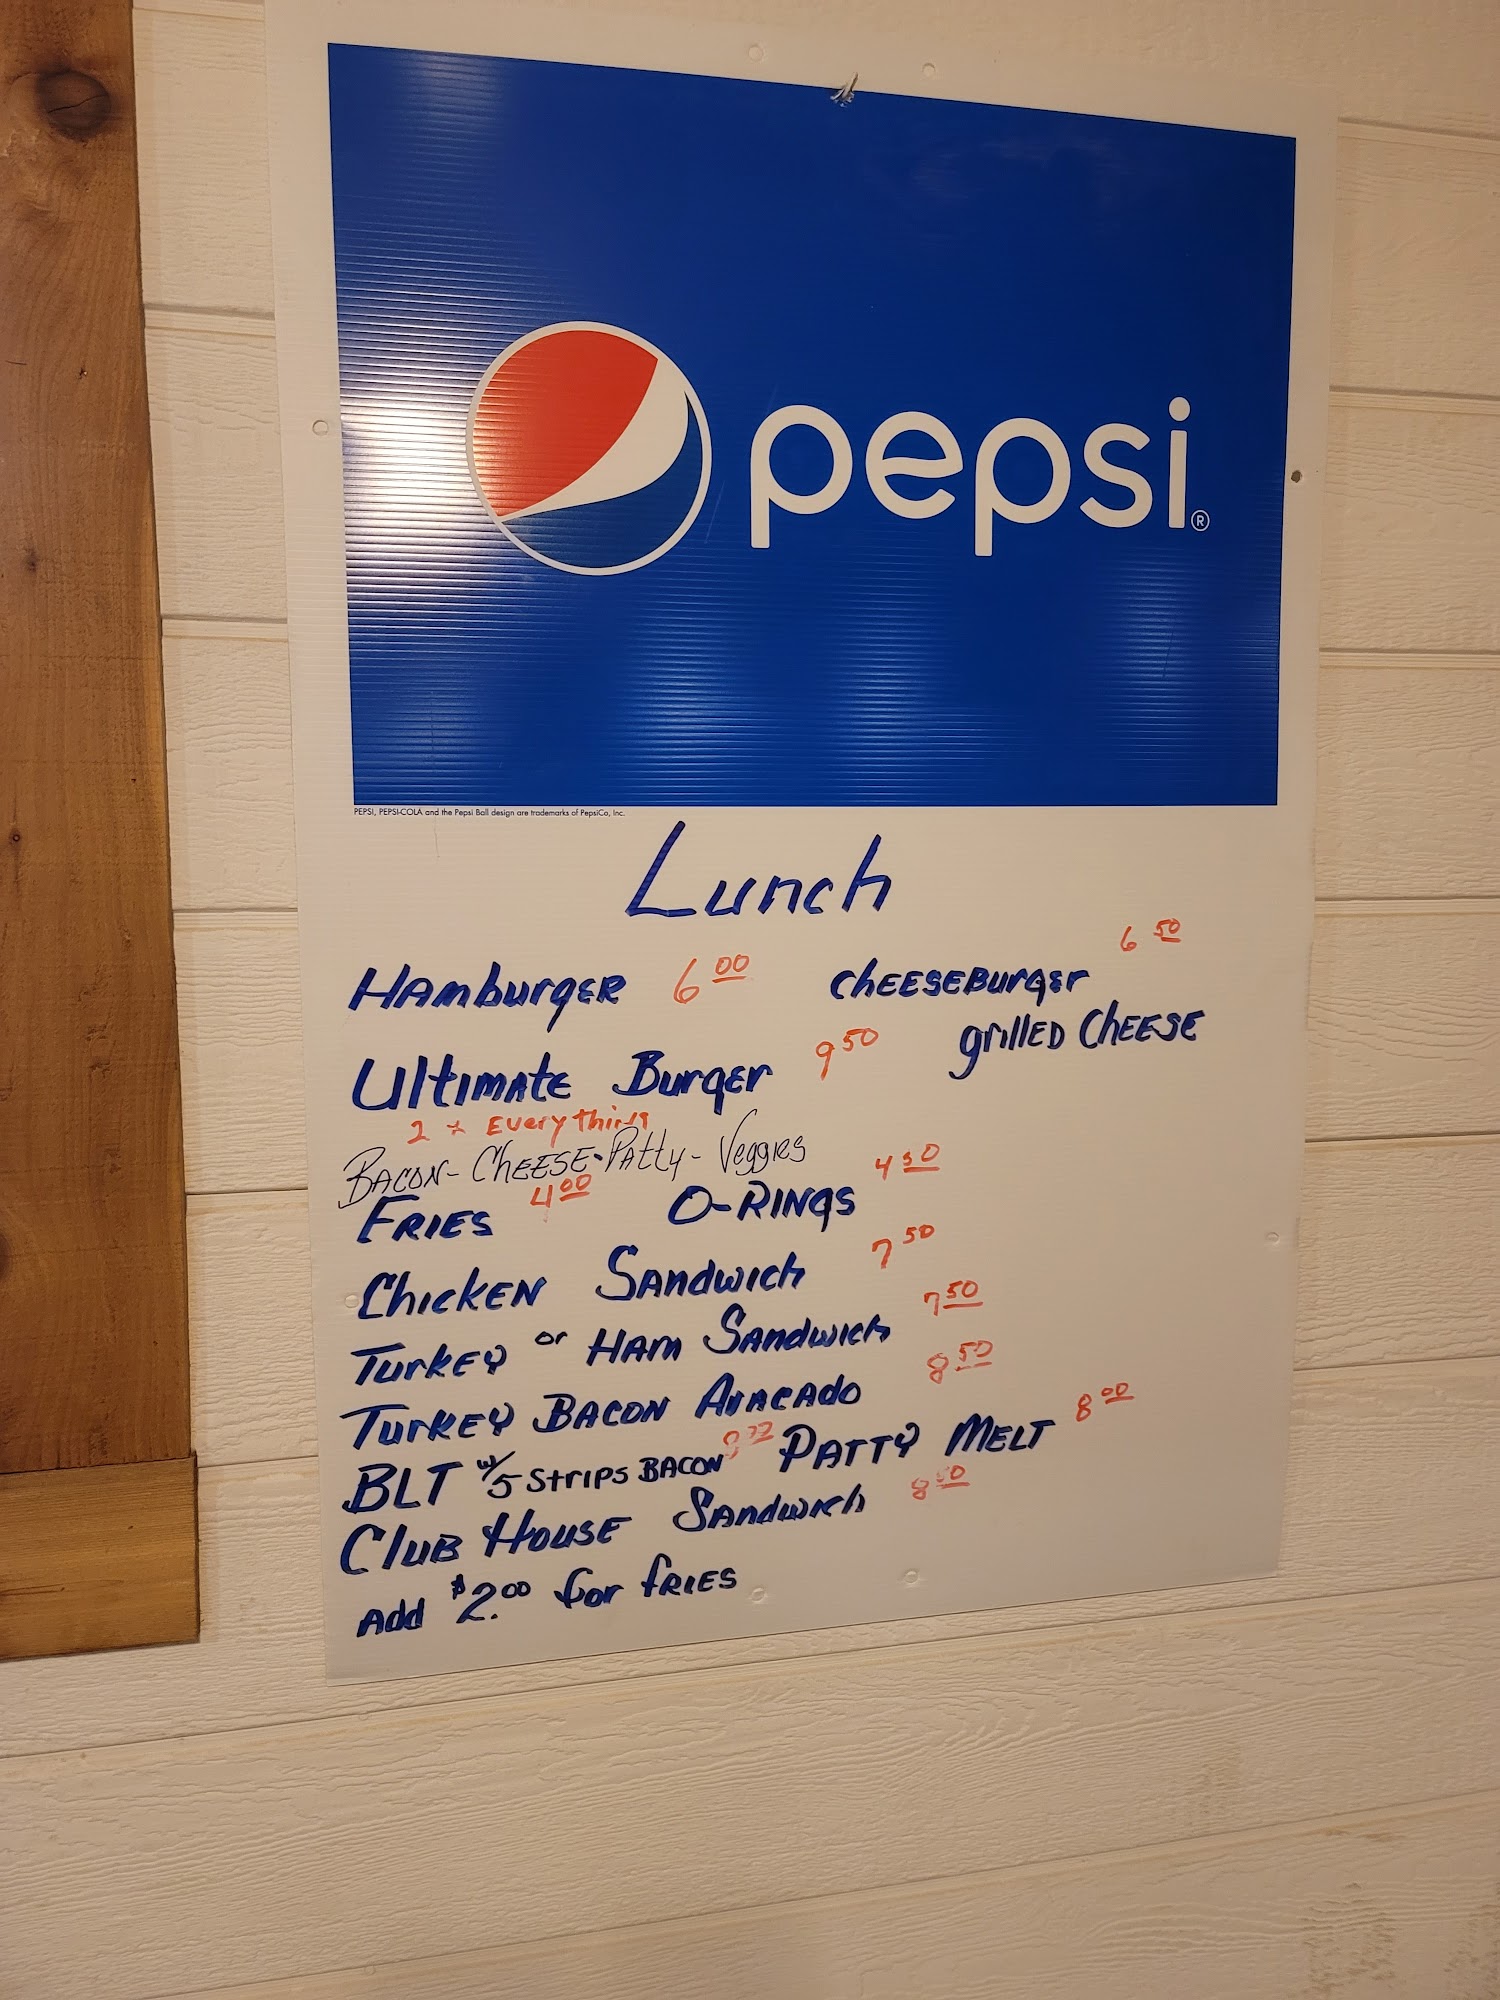 pepsi®
PEPSI, PEPSI-COLA and the Pepsi Ball design are trademarks of PepsiCo, Inc.
Lunch
Hamburger 6 00 Cheeseburger 6 50
Ultimate Burger 9 50 grilled Cheese
2 x Everything
Bacon - Cheese - Patty - Veggies
Fries 4 00 O-Rings 4 50
Chicken Sandwich 7 50
Turkey or Ham Sandwich 7 50
Turkey Bacon Avacado 8 50
BLT w/ 5 strips Bacon Patty Melt 8 00
Club House Sandwich 8 50
Add $2.00 for fries